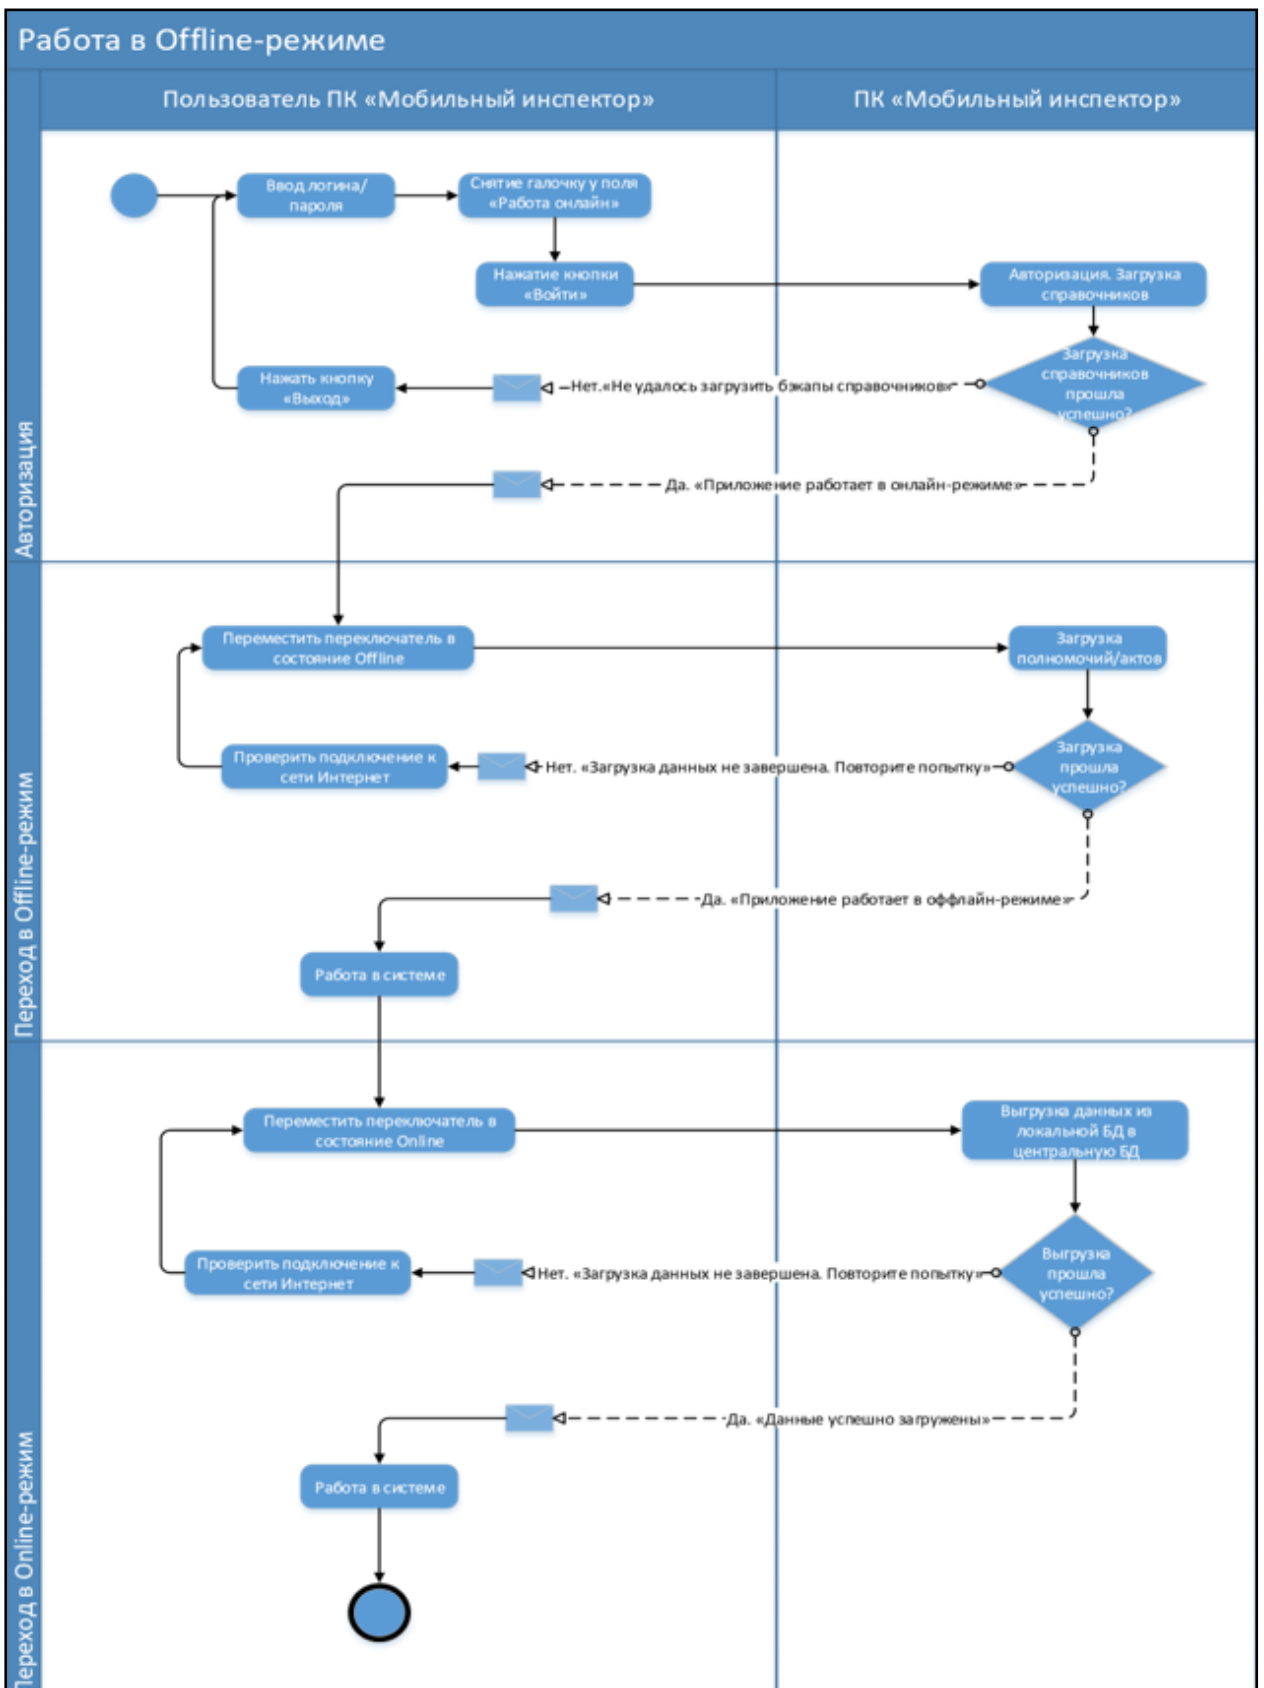 Работа в Offline-режиме
Пользователь ПК «Мобильный инспектор»
ПК «Мобильный инспектор»
Авторизация
Ввод логина/
пароля
Снятие галочку у поля
«Работа онлайн»
Нажатие кнопки
«Войти»
Авторизация. Загрузка
справочников
Загрузка
справочников
прошла
успешно?
Нет.«Не удалось загрузить бэкапы справочников»
Нажать кнопку
«Выход»
Да. «Приложение работает в онлайн-режиме»
Переход в Offline-режим
Переместить переключатель в
состояние Offline
Загрузка
полномочий/актов
Загрузка
прошла
успешно?
Нет. «Загрузка данных не завершена. Повторите попытку»
Проверить подключение к
сети Интернет
Да. «Приложение работает в оффлайн-режиме»
Работа в системе
Переход в Online-режим
Переместить переключатель в
состояние Online
Выгрузка данных из
локальной БД в
центральную БД
Выгрузка
прошла
успешно?
Нет. «Загрузка данных не завершена. Повторите попытку»
Проверить подключение к
сети Интернет
Да. «Данные успешно загружены»
Работа в системе